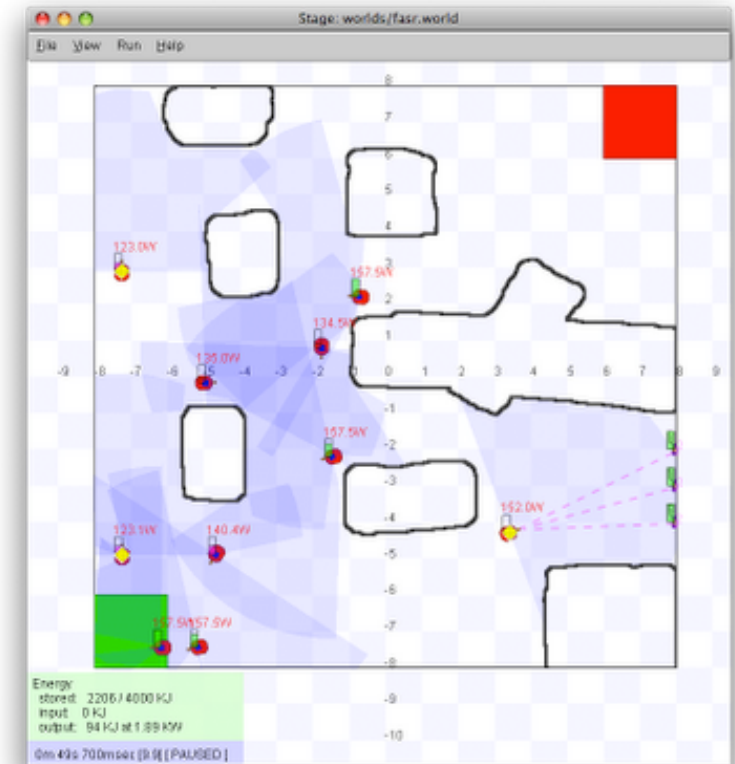 Stage: worlds/fasr.world
File View Run Help
8
7
6
5
4
123.0W
3
157.5W
2
134.5W
1
135.0W
-9 -8 -7 -6 -5 -4 -3 -2 0 1 2 3 4 5 6 7 8 9
-1
157.5W
-2
-3
152.0W
-4
123.1W 140.4W
-5
-6
157.5W 157.5W
-7
-8
Energy
stored: 2206 / 4000 KJ
input: 0 KJ
output: 94 KJ at 1.89 kW
-9
-10
0m 49s 700msec [9.9] [ PAUSED ]